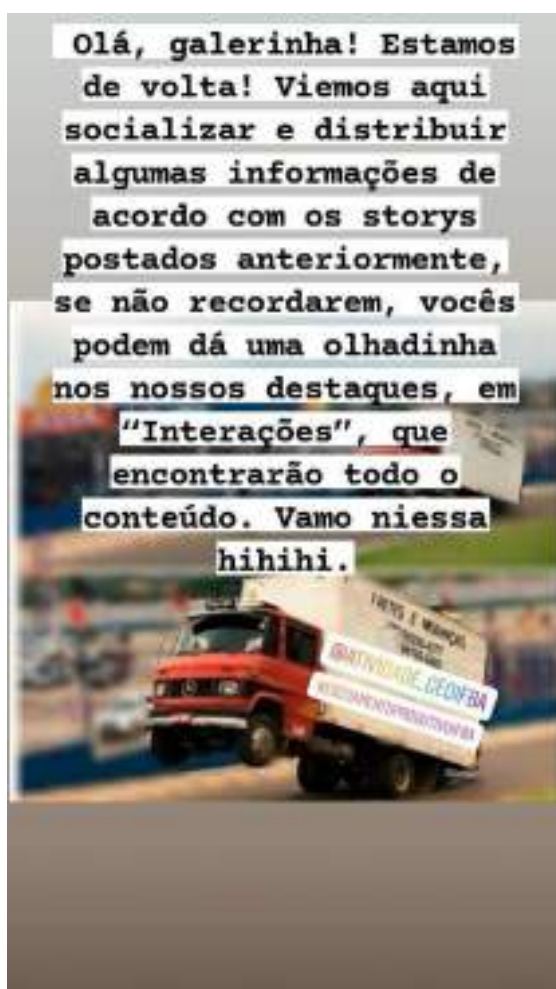 Olá, galerinha! Estamos
de volta! Viemos aqui
socializar e distribuir
algumas informações de
acordo com os storys
postados anteriormente,
se não recordarem, vocês
podem dá uma olhadinha
nos nossos destaques, em
“Interações”, que
encontrarão todo o
conteúdo. Vamo niessa
hihihi.
FRETES E MUDANÇAS
@ATIVIDADE_CEOIFBA